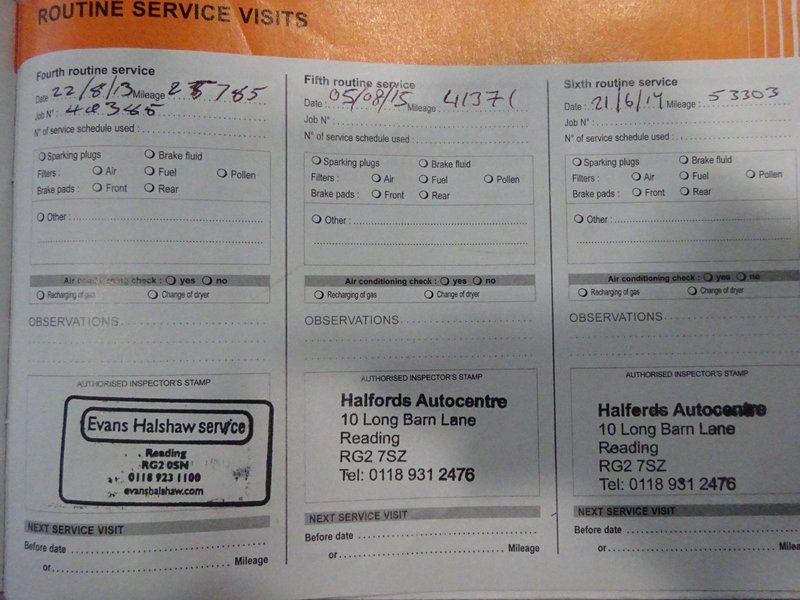 ROUTINE SERVICE VISITS
Fourth routine service
Date 22/8/13 Mileage 25785
Job N° : 40365
N° of service schedule used :
Sparking plugs Brake fluid
Filters : Air Fuel Pollen
Brake pads : Front Rear
Other :
Air conditioning check : yes no
Recharging of gas Change of dryer
OBSERVATIONS
AUTHORISED INSPECTOR'S STAMP
Evans Halshaw service
Reading
RG2 0SN
0118 923 1100
evanshalshaw.com
NEXT SERVICE VISIT
Before date
or Mileage
Fifth routine service
Date : 05/08/15 Mileage 41371
Job N° :
N° of service schedule used :
Sparking plugs Brake fluid
Filters : Air Fuel Pollen
Brake pads : Front Rear
Other :
Air conditioning check : yes no
Recharging of gas Change of dryer
OBSERVATIONS
AUTHORISED INSPECTOR'S STAMP
Halfords Autocentre
10 Long Barn Lane
Reading
RG2 7SZ
Tel: 0118 931 2476
NEXT SERVICE VISIT
Before date
or Mileage
Sixth routine service
Date : 21/6/17 Mileage : 53303
Job N° :
N° of service schedule used :
Sparking plugs Brake fluid
Filters : Air Fuel Pollen
Brake pads : Front Rear
Other :
Air conditioning check : yes no
Recharging of gas Change of dryer
OBSERVATIONS
AUTHORISED INSPECTOR'S STAMP
Halfords Autocentre
10 Long Barn Lane
Reading
RG2 7SZ
Tel: 0118 931 2476
NEXT SERVICE VISIT
Before date
or Mileage